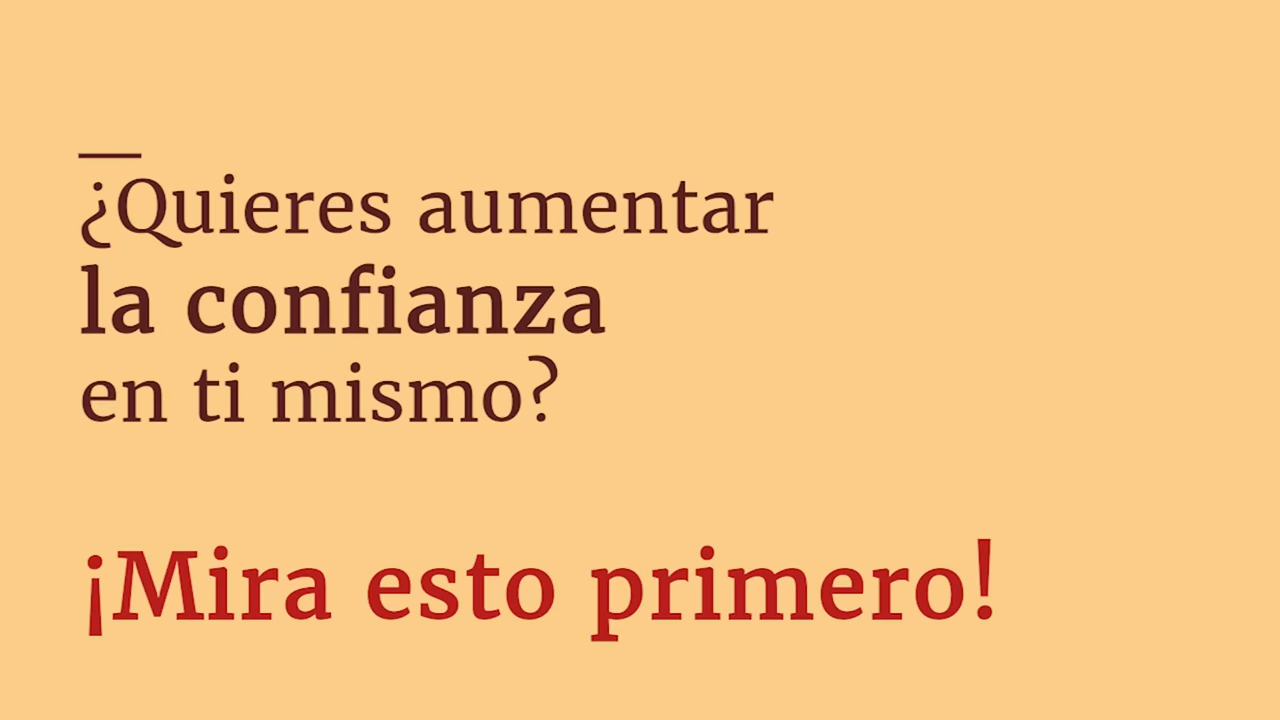 ¿Quieres aumentar
la confianza
en ti mismo?
¡Mira esto primero!